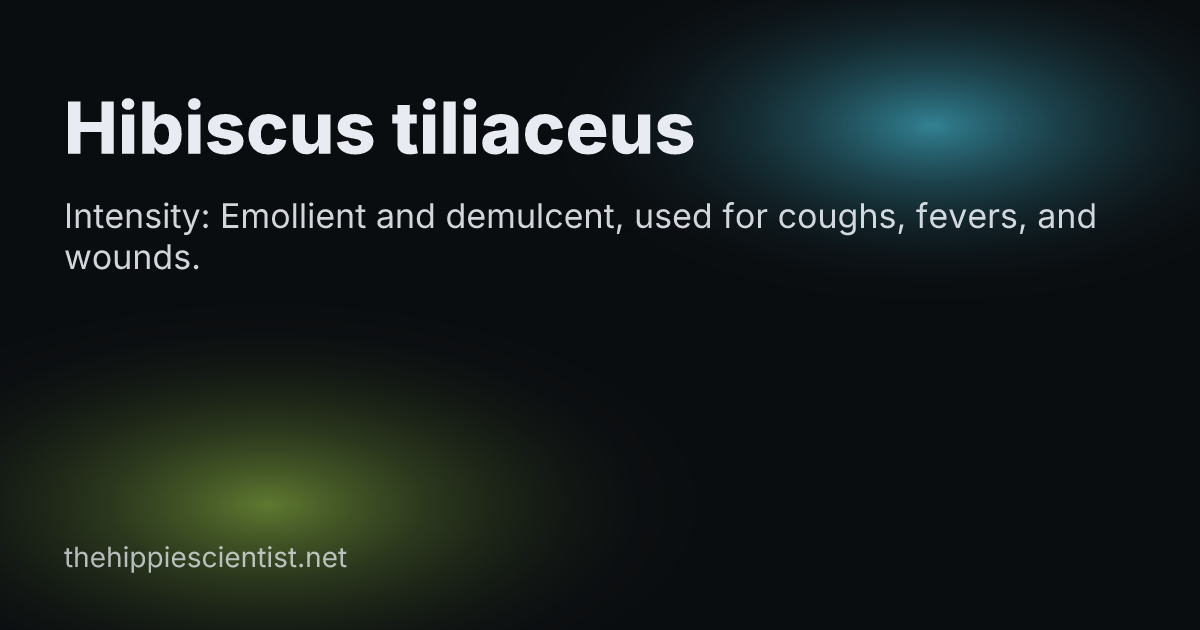 Hibiscus tiliaceus
Intensity: Emollient and demulcent, used for coughs, fevers, and
wounds.
thehippiescientist.net